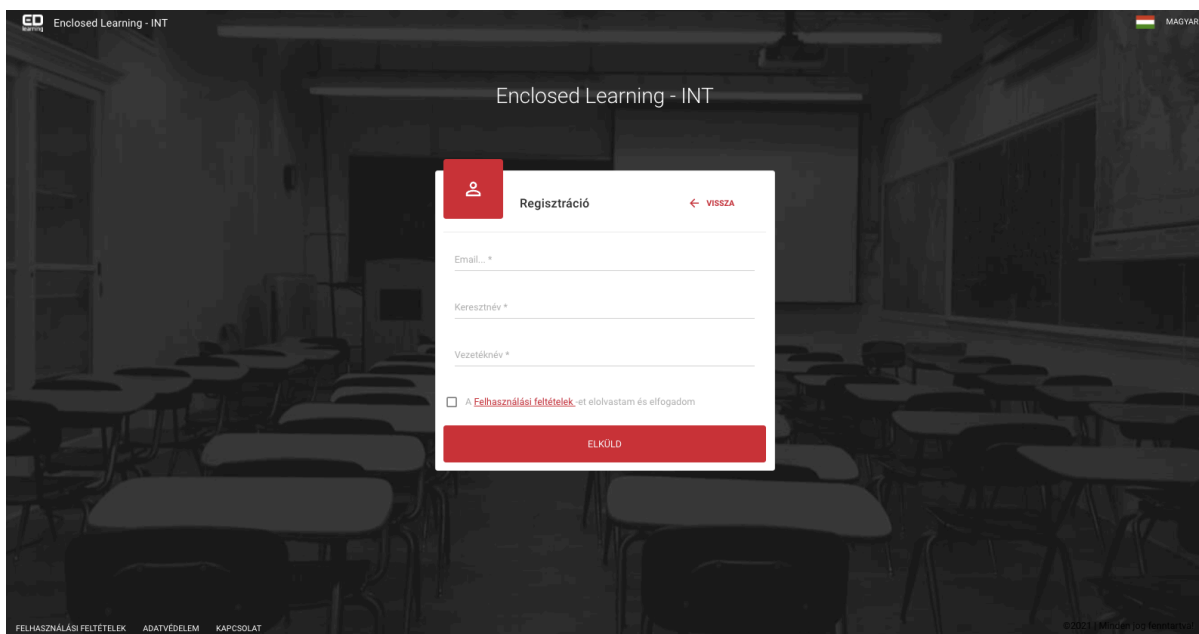 ED
learning
Enclosed Learning - INT
MAGYAR
Enclosed Learning - INT
Regisztráció
← VISSZA
Email... *
Keresztnév *
Vezetéknév *
A Felhasználási feltételek -et elolvastam és elfogadom
ELKÜLD
FELHASZNÁLÁSI FELTÉTELEK ADATVÉDELEM KAPCSOLAT
©2021 | Minden jog fenntartva!